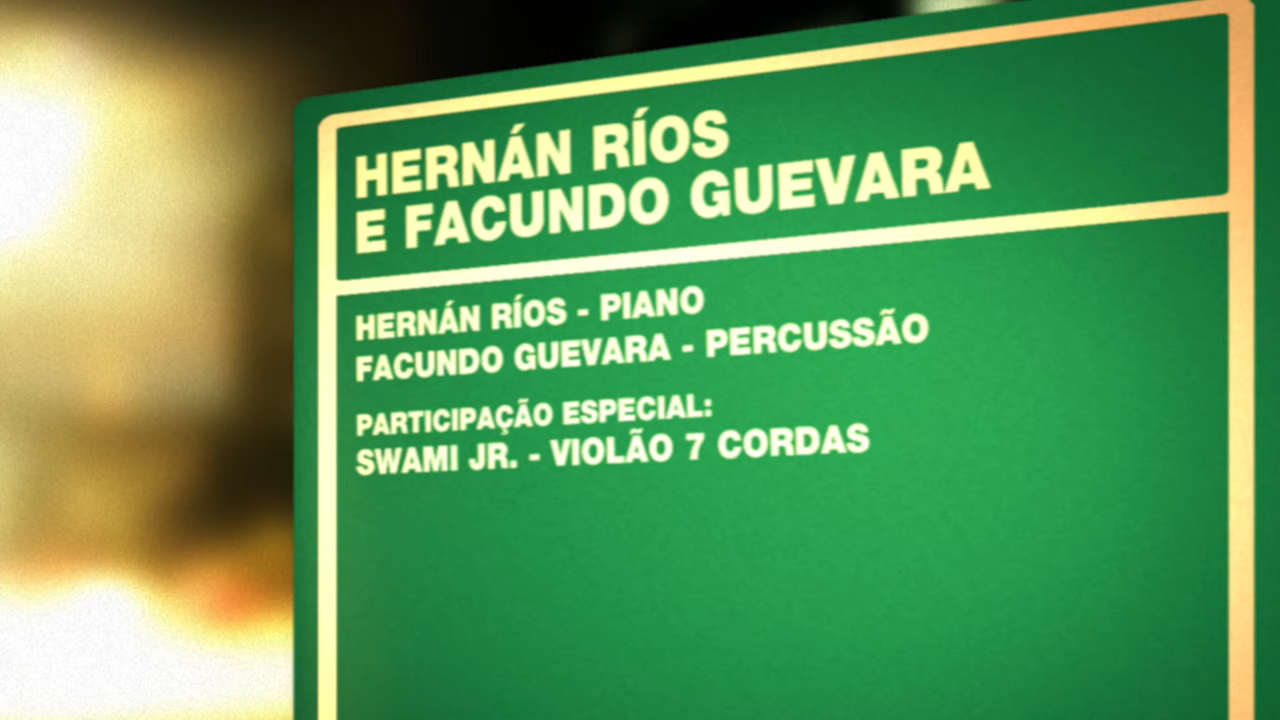 HERNÁN RÍOS
E FACUNDO GUEVARA
HERNÁN RÍOS - PIANO
FACUNDO GUEVARA - PERCUSSÃO
PARTICIPAÇÃO ESPECIAL:
SWAMI JR. - VIOLÃO 7 CORDAS